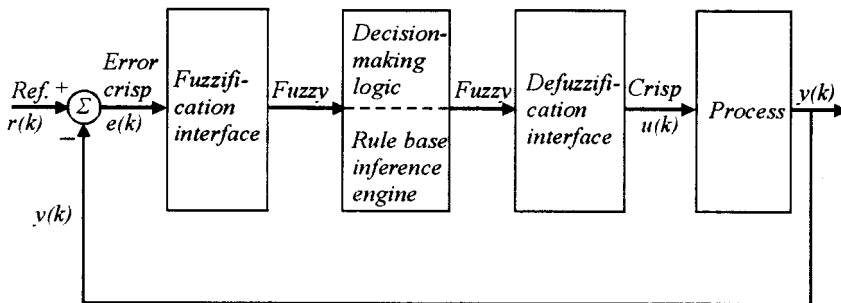 Ref. +
r(k)
Σ
−
Error
crisp
e(k)
Fuzzifi-
cation
interface
Fuzzy
Decision-
making
logic
Rule base
inference
engine
Fuzzy
Defuzzifi-
cation
interface
Crisp
u(k)
Process
y(k)
y(k)